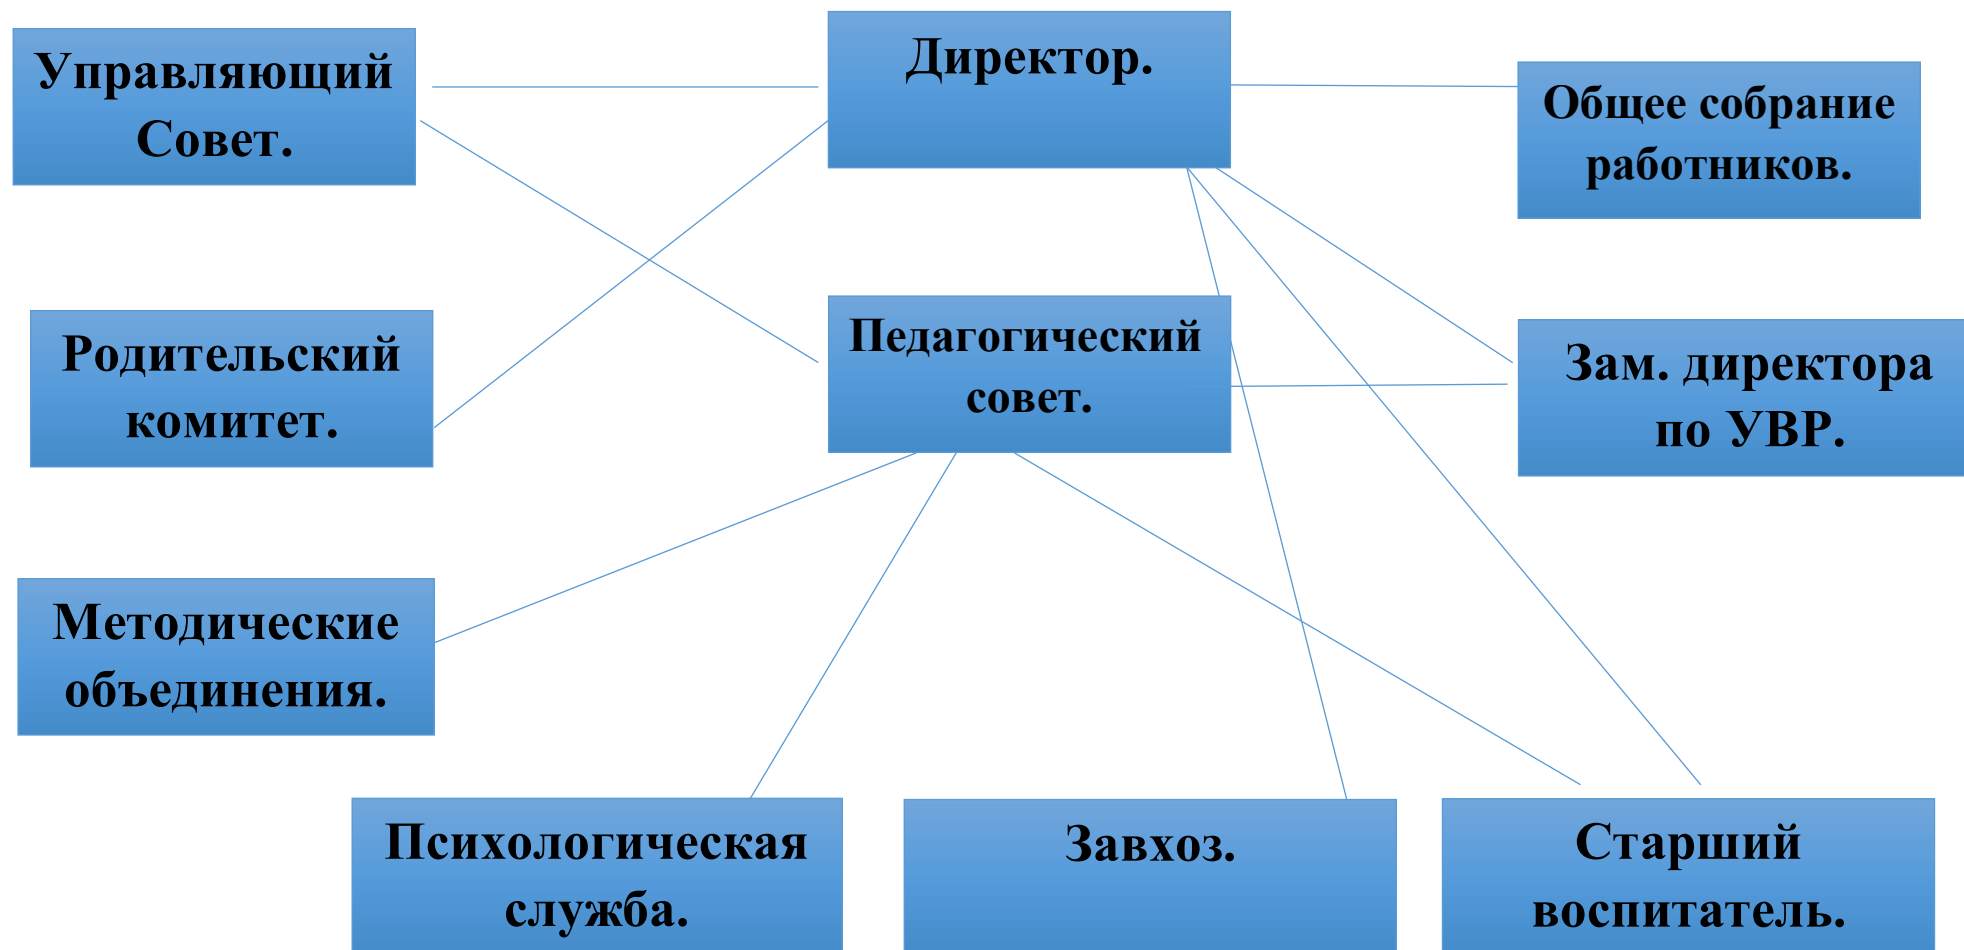 Управляющий
Совет.
Директор.
Общее собрание
работников.
Родительский
комитет.
Педагогический
совет.
Зам. директора
по УВР.
Методические
объединения.
Психологическая
служба.
Завхоз.
Старший
воспитатель.